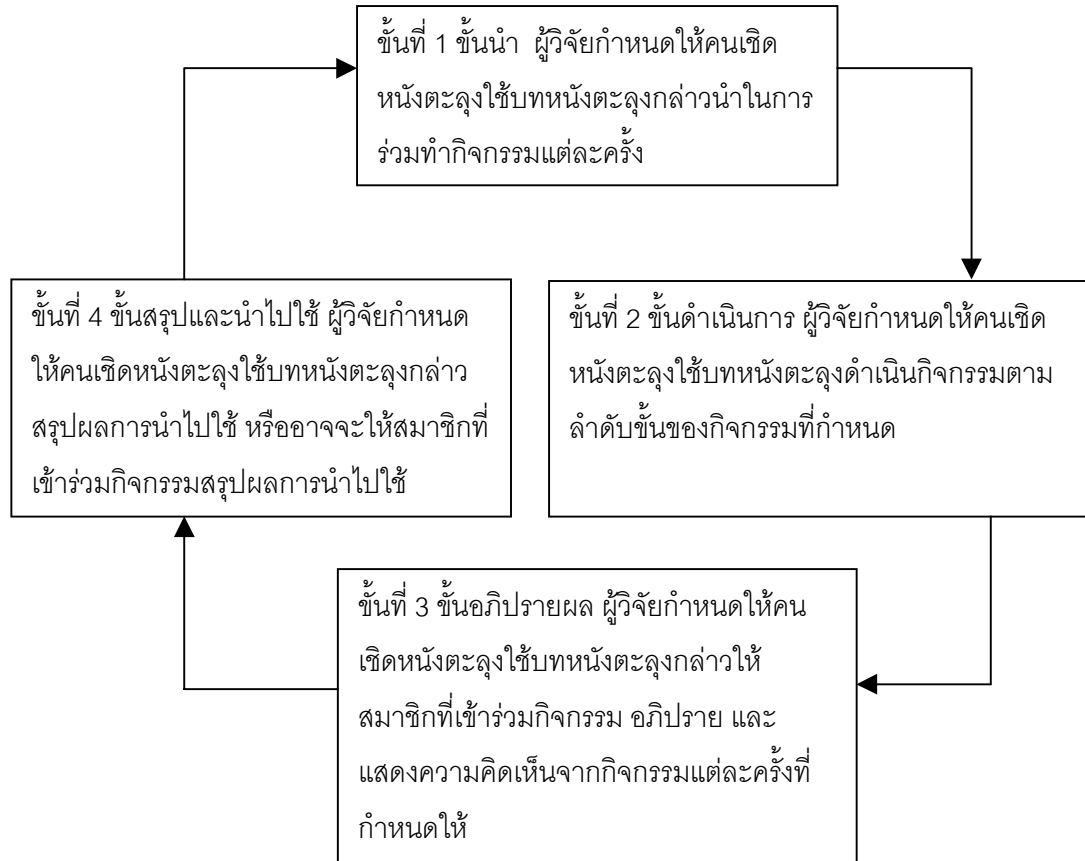 ขั้นที่ 1 ขั้นนำ ผู้วิจัยกำหนดให้คนเชิด
หนังตะลุงใช้บทหนังตะลุงกล่าวนำในการ
ร่วมทำกิจกรรมแต่ละครั้ง
ขั้นที่ 2 ขั้นดำเนินการ ผู้วิจัยกำหนดให้คนเชิด
หนังตะลุงใช้บทหนังตะลุงดำเนินกิจกรรมตาม
ลำดับขั้นของกิจกรรมที่กำหนด
ขั้นที่ 3 ขั้นอภิปรายผล ผู้วิจัยกำหนดให้คน
เชิดหนังตะลุงใช้บทหนังตะลุงกล่าวให้
สมาชิกที่เข้าร่วมกิจกรรม อภิปราย และ
แสดงความคิดเห็นจากกิจกรรมแต่ละครั้งที่
กำหนดให้
ขั้นที่ 4 ขั้นสรุปและนำไปใช้ ผู้วิจัยกำหนด
ให้คนเชิดหนังตะลุงใช้บทหนังตะลุงกล่าว
สรุปผลการนำไปใช้ หรืออาจจะให้สมาชิกที่
เข้าร่วมกิจกรรมสรุปผลการนำไปใช้